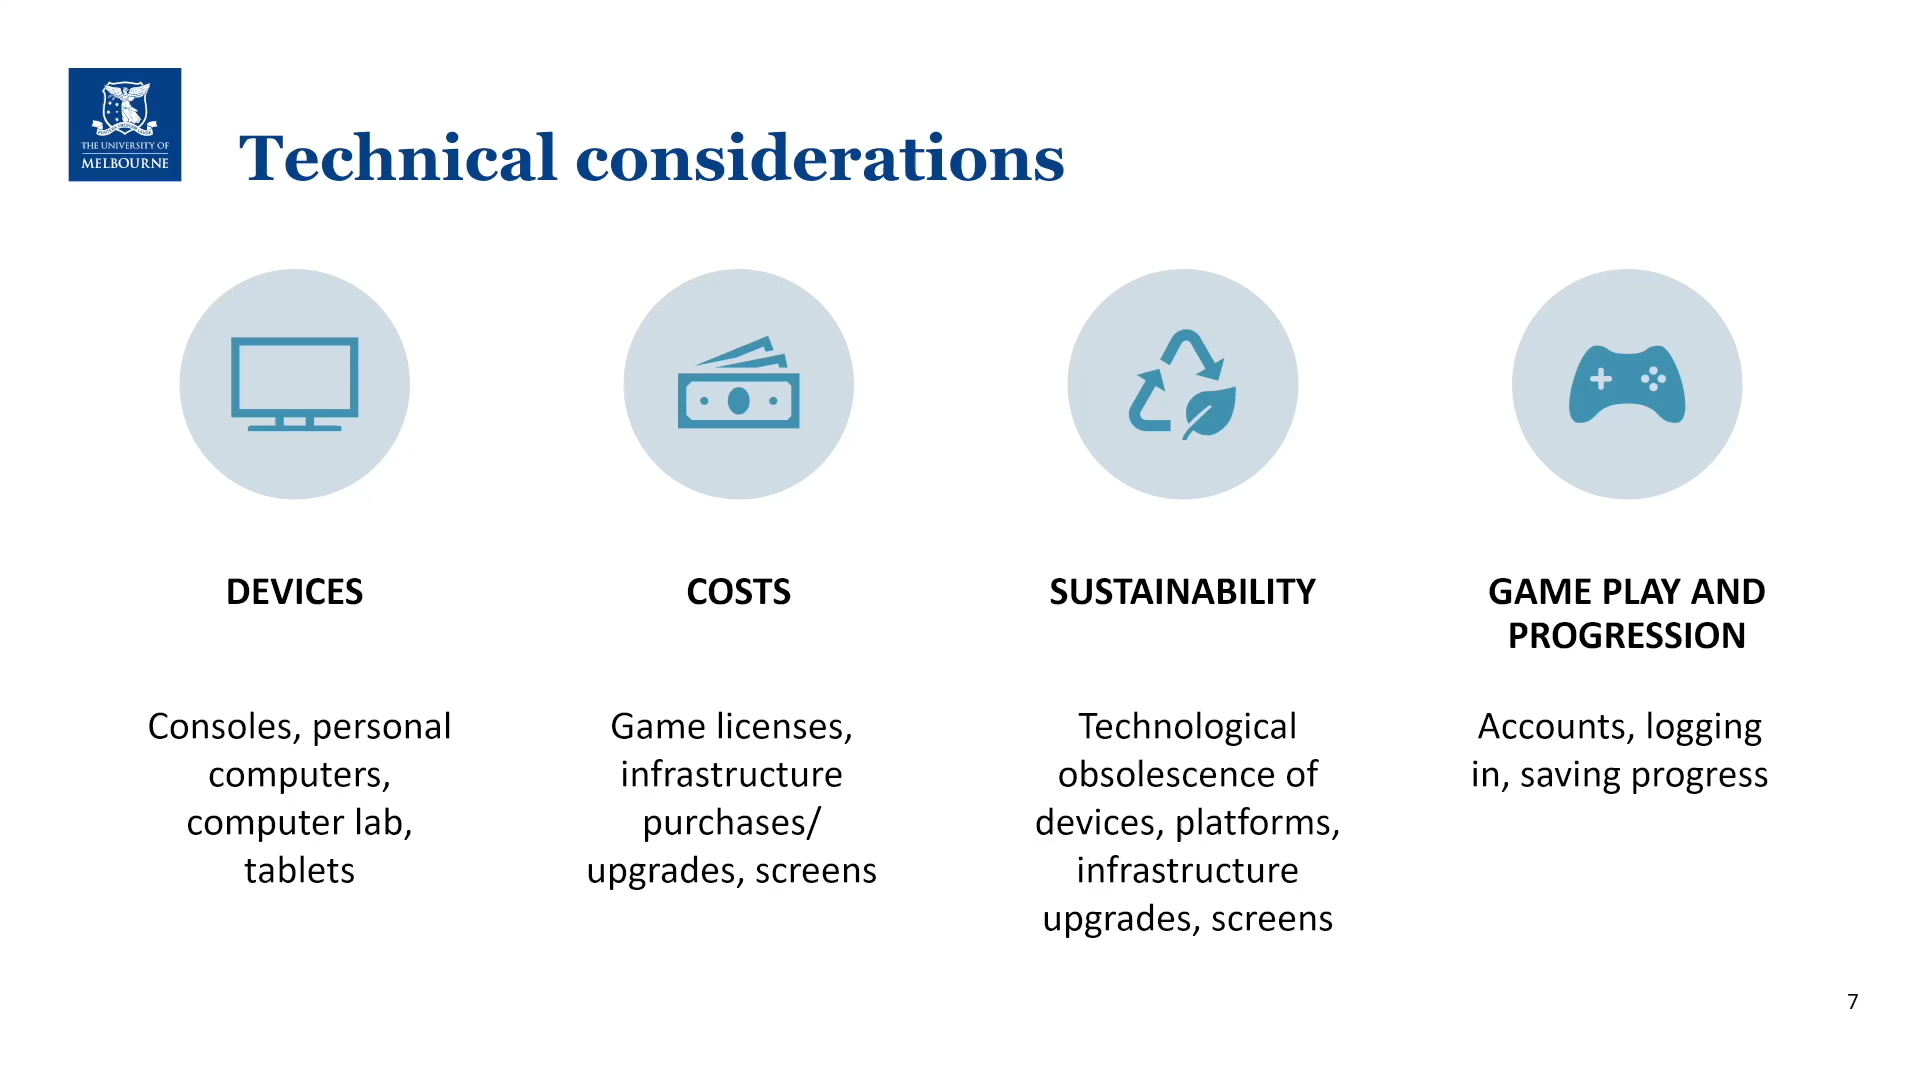 THE UNIVERSITY OF
MELBOURNE
Technical considerations
DEVICES
Consoles, personal
computers,
computer lab,
tablets
COSTS
Game licenses,
infrastructure
purchases/
upgrades, screens
SUSTAINABILITY
Technological
obsolescence of
devices, platforms,
infrastructure
upgrades, screens
GAME PLAY AND
PROGRESSION
Accounts, logging
in, saving progress
7